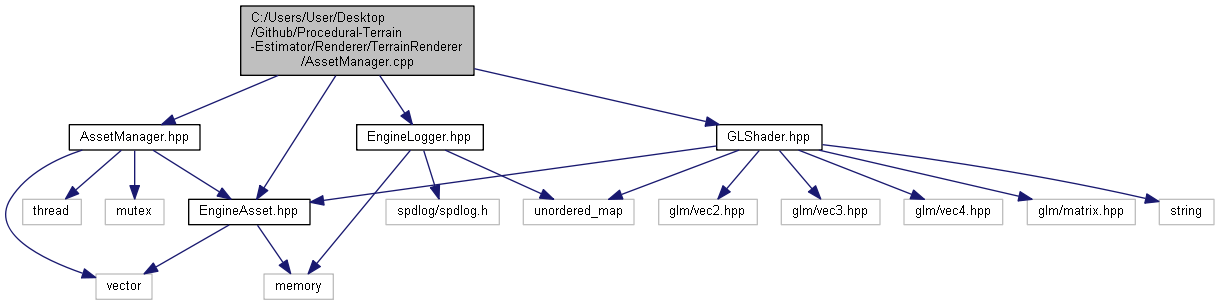 C:/Users/User/Desktop
/Github/Procedural-Terrain
-Estimator/Renderer/TerrainRenderer
/AssetManager.cpp
AssetManager.hpp
EngineLogger.hpp
GLShader.hpp
thread
mutex
EngineAsset.hpp
spdlog/spdlog.h
unordered_map
glm/vec2.hpp
glm/vec3.hpp
glm/vec4.hpp
glm/matrix.hpp
string
vector
memory